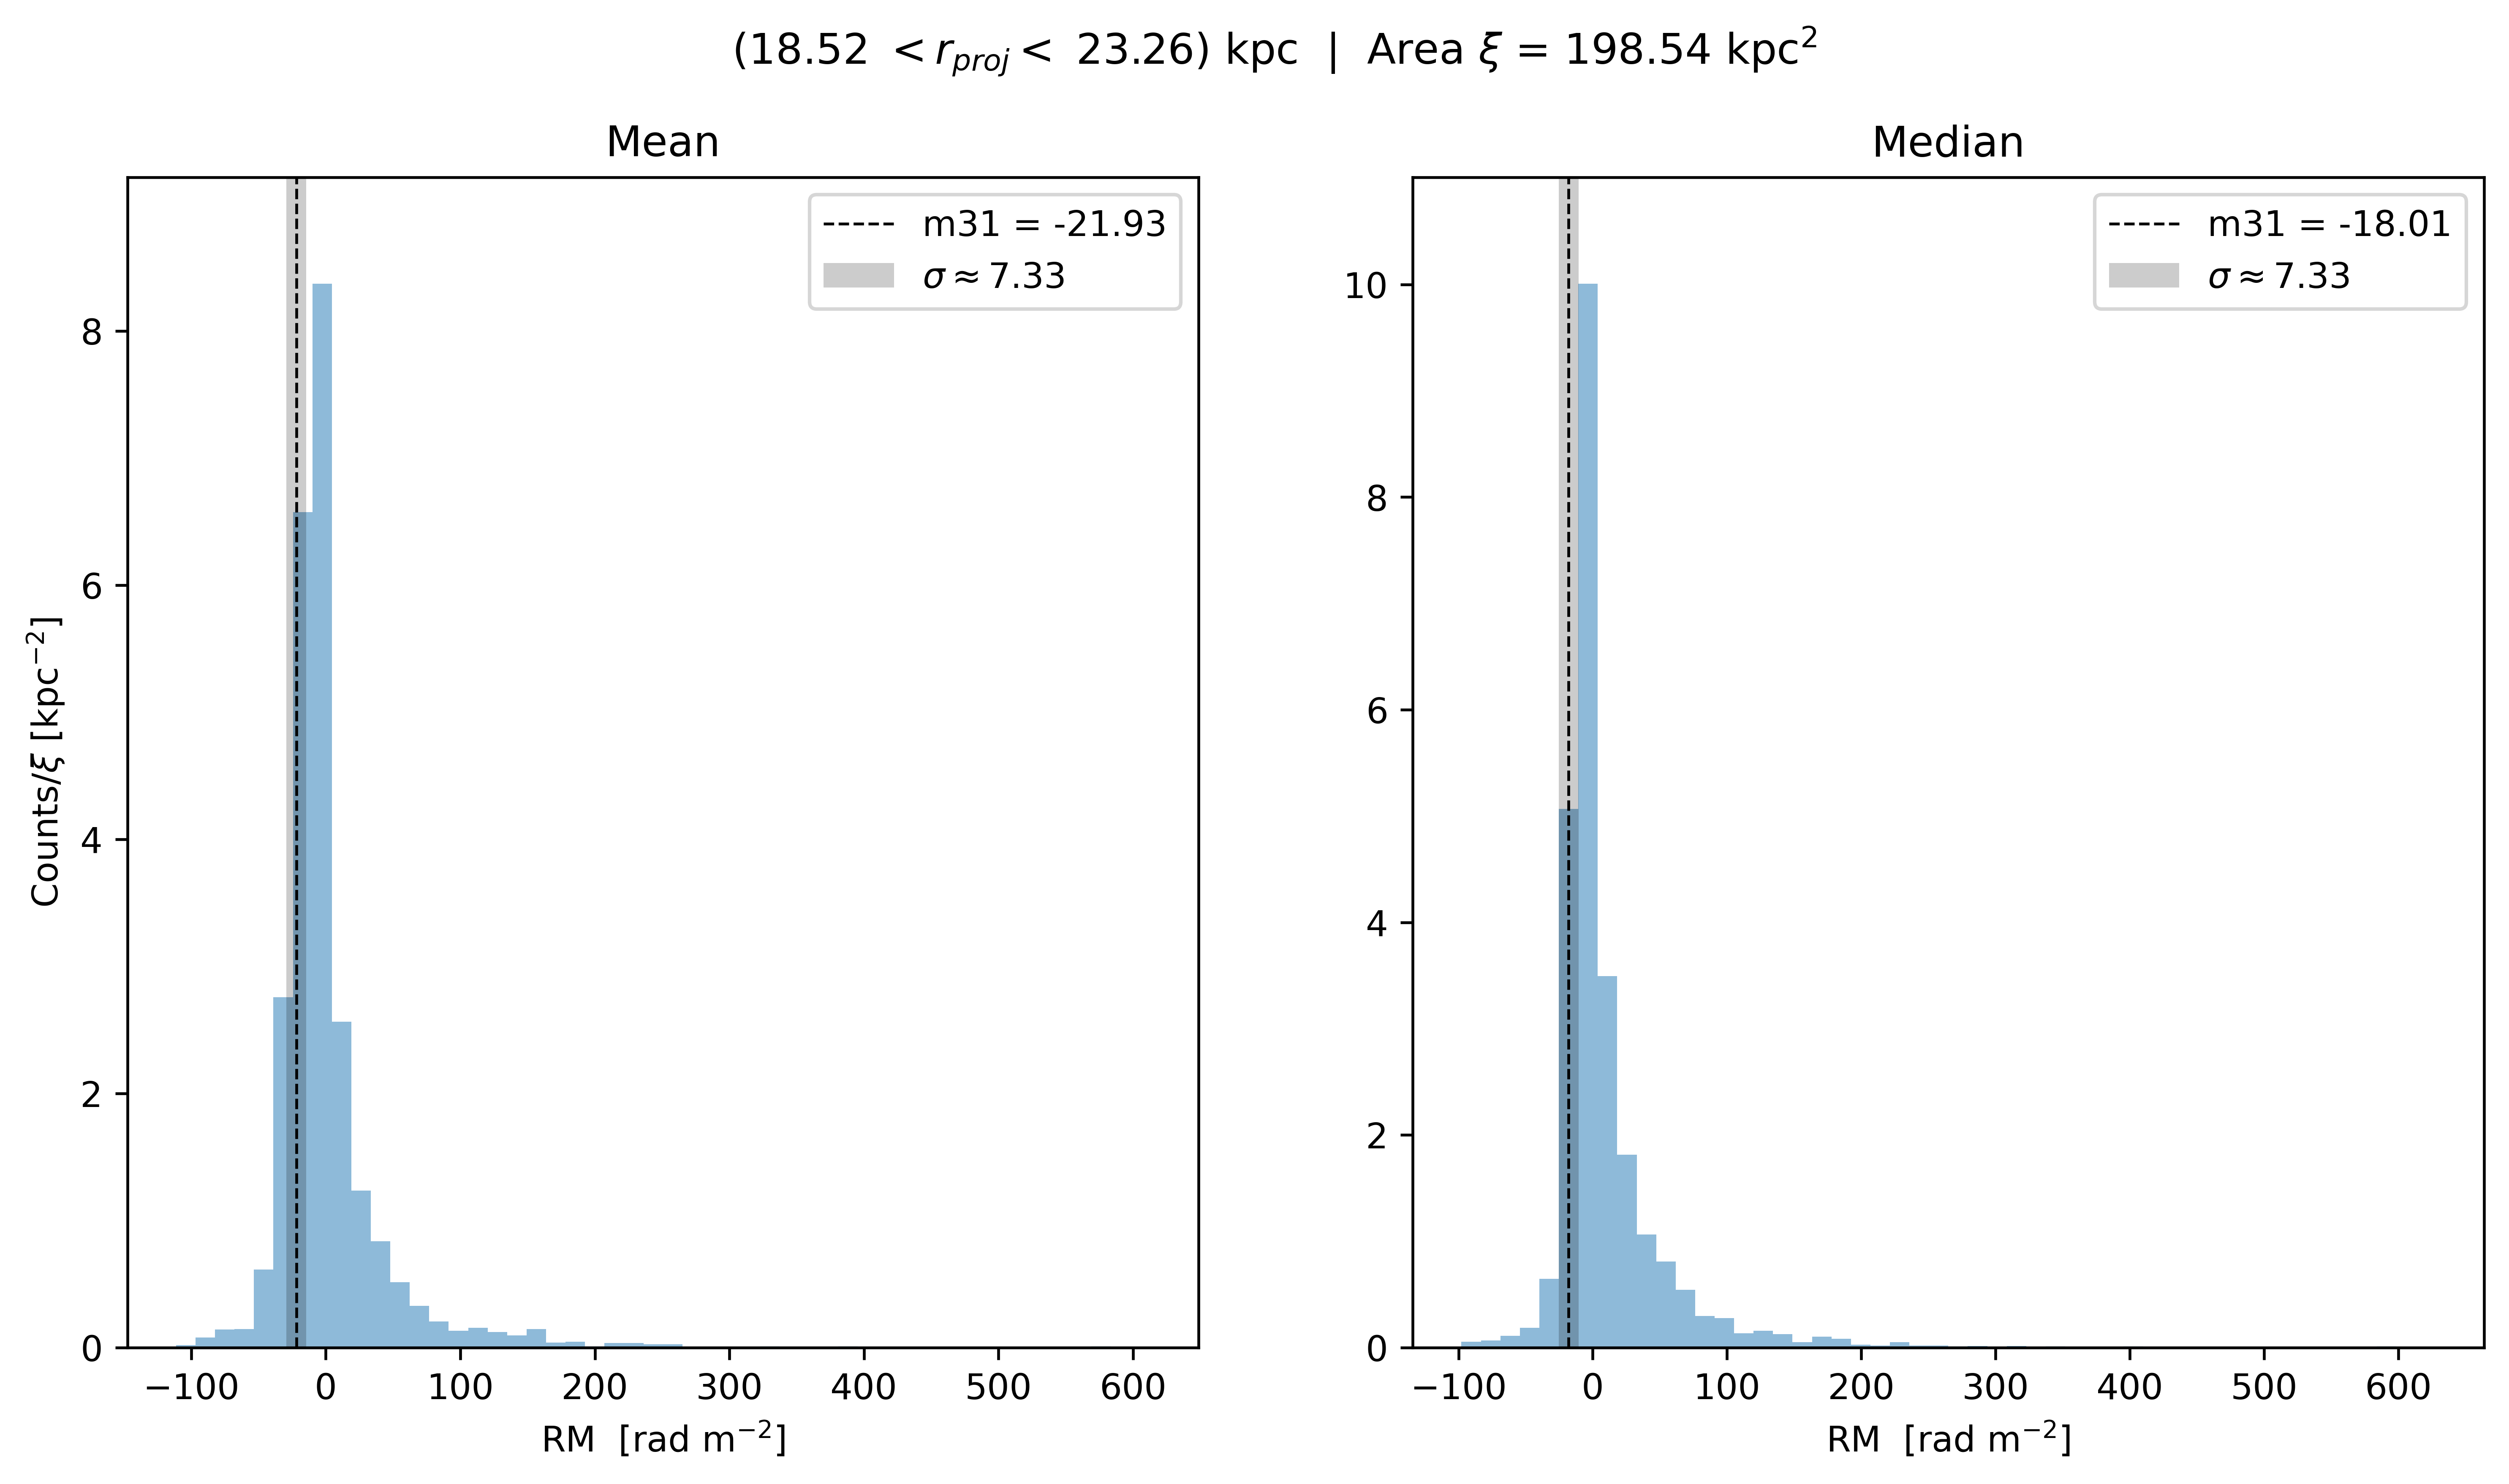 (18.52 < r_proj < 23.26) kpc | Area ξ = 198.54 kpc²
Mean
m31 = -21.93
σ ≈ 7.33
8
6
4
2
0
Counts/ξ [kpc⁻²]
−100 0 100 200 300 400 500 600
RM [rad m⁻²]
Median
m31 = -18.01
σ ≈ 7.33
10
8
6
4
2
0
−100 0 100 200 300 400 500 600
RM [rad m⁻²]